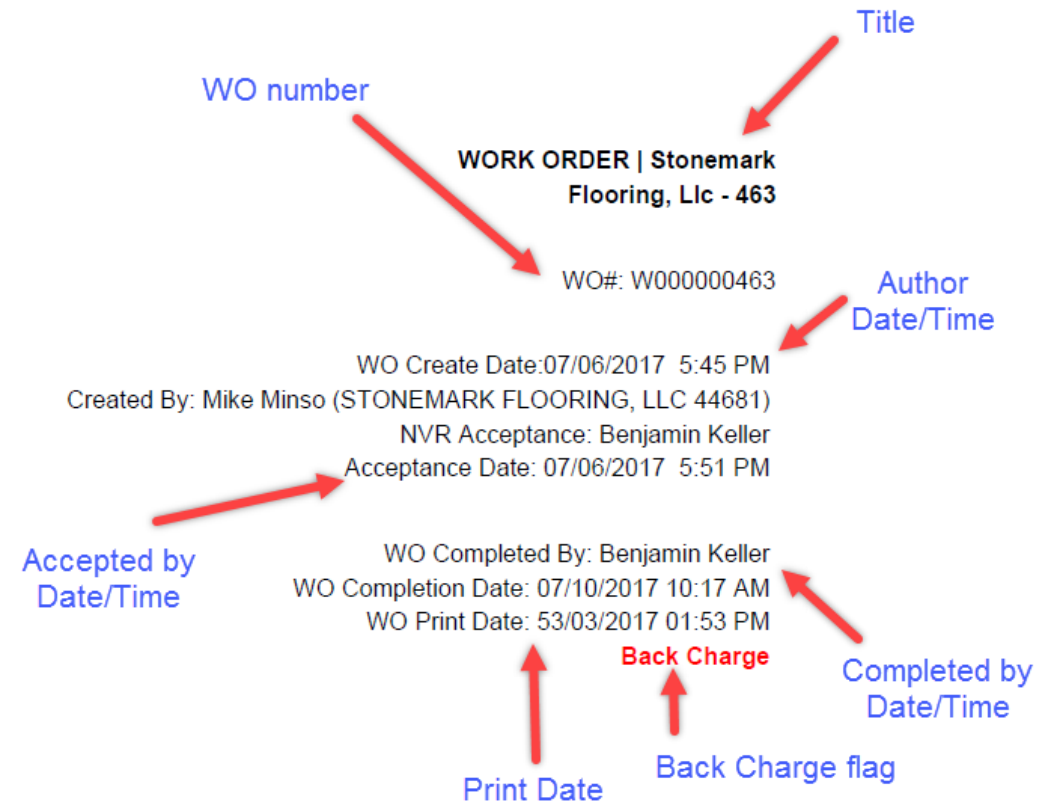 Title
WO number
WORK ORDER | Stonemark
Flooring, Llc - 463
WO#: W000000463
Author
Date/Time
WO Create Date:07/06/2017 5:45 PM
Created By: Mike Minso (STONEMARK FLOORING, LLC 44681)
NVR Acceptance: Benjamin Keller
Acceptance Date: 07/06/2017 5:51 PM
Accepted by
Date/Time
WO Completed By: Benjamin Keller
WO Completion Date: 07/10/2017 10:17 AM
WO Print Date: 53/03/2017 01:53 PM
Back Charge
Completed by
Date/Time
Back Charge flag
Print Date